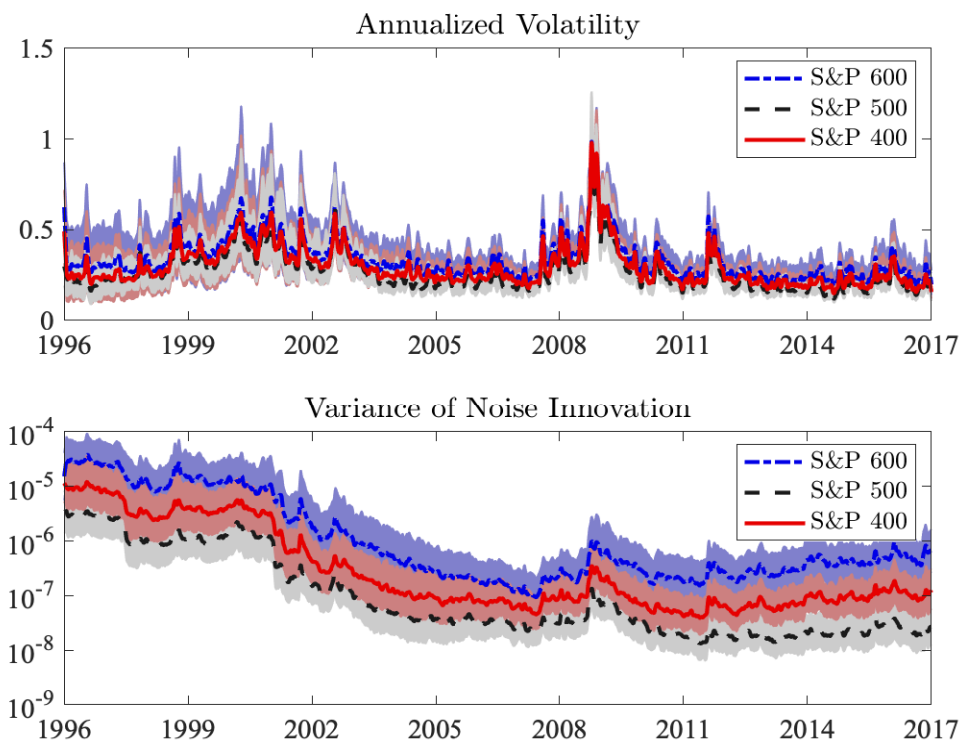 Annualized Volatility
1.5
S&P 600
S&P 500
S&P 400
1
0.5
0
1996 1999 2002 2005 2008 2011 2014 2017
Variance of Noise Innovation
10-4
S&P 600
S&P 500
S&P 400
10-5
10-6
10-7
10-8
10-9
1996 1999 2002 2005 2008 2011 2014 2017